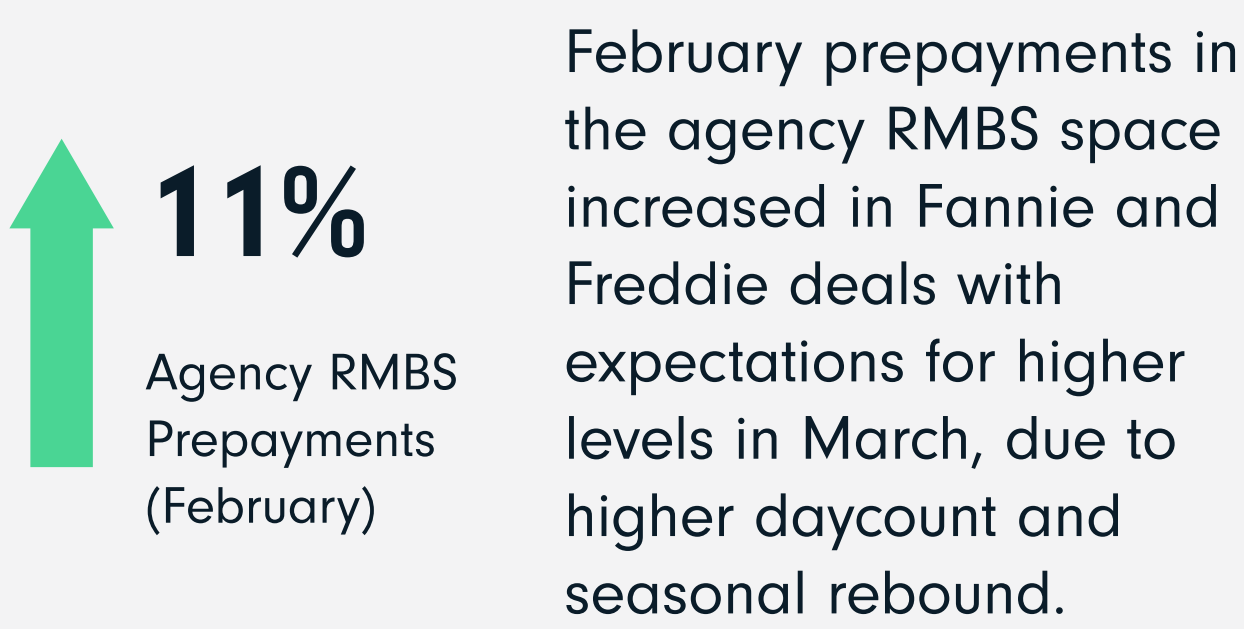 11%
Agency RMBS
Prepayments
(February)
February prepayments in
the agency RMBS space
increased in Fannie and
Freddie deals with
expectations for higher
levels in March, due to
higher daycount and
seasonal rebound.